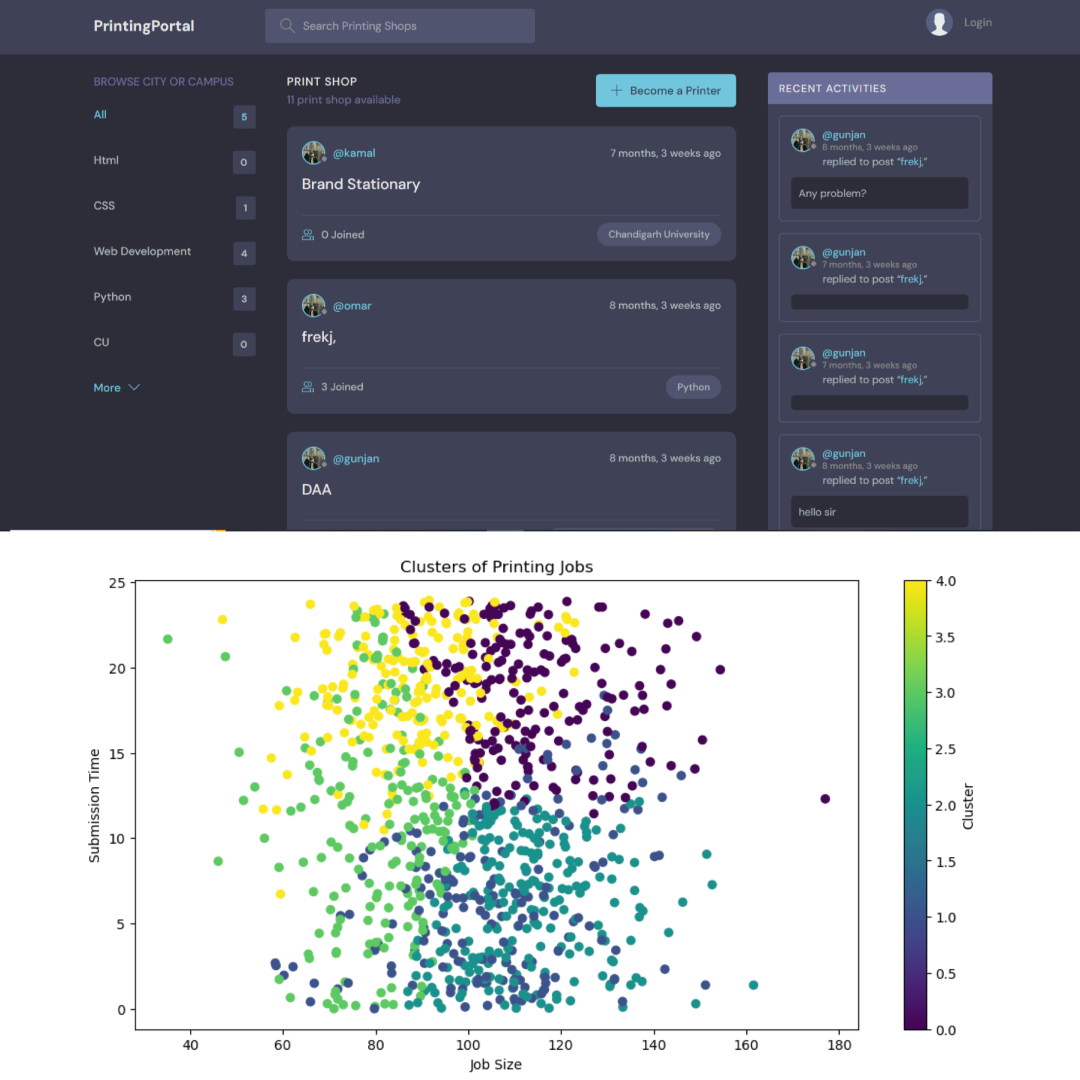 PrintingPortal
Search Printing Shops
Login
BROWSE CITY OR CAMPUS
All 5
Html 0
CSS 1
Web Development 4
Python 3
CU 0
More
PRINT SHOP
11 print shop available
Become a Printer
@kamal 7 months, 3 weeks ago
Brand Stationary
0 Joined Chandigarh University
@omar 8 months, 3 weeks ago
frekj,
3 Joined Python
@gunjan 8 months, 3 weeks ago
DAA
RECENT ACTIVITIES
@gunjan
8 months, 3 weeks ago
replied to post “frekj,”
Any problem?
@gunjan
7 months, 3 weeks ago
replied to post “frekj,”
@gunjan
7 months, 3 weeks ago
replied to post “frekj,”
@gunjan
8 months, 3 weeks ago
replied to post “frekj,”
hello sir
Clusters of Printing Jobs
25
20
15
10
5
0
Submission Time
40 60 80 100 120 140 160 180
Job Size
4.0
3.5
3.0
2.5
2.0
1.5
1.0
0.5
0.0
Cluster